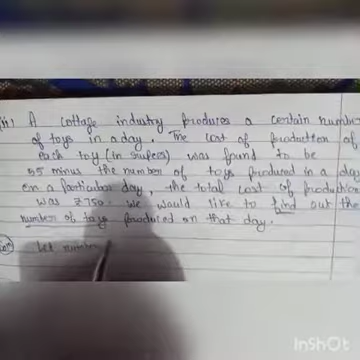 (ii) A cottage industry produces a certain number
of toys in a day. The cost of production of
each toy (in rupees) was found to be
55 minus the number of toys produced in a day
on a particular day, the total cost of production
was ₹750. We would like to find out the
number of toys produced on that day.
Let number
InShOt